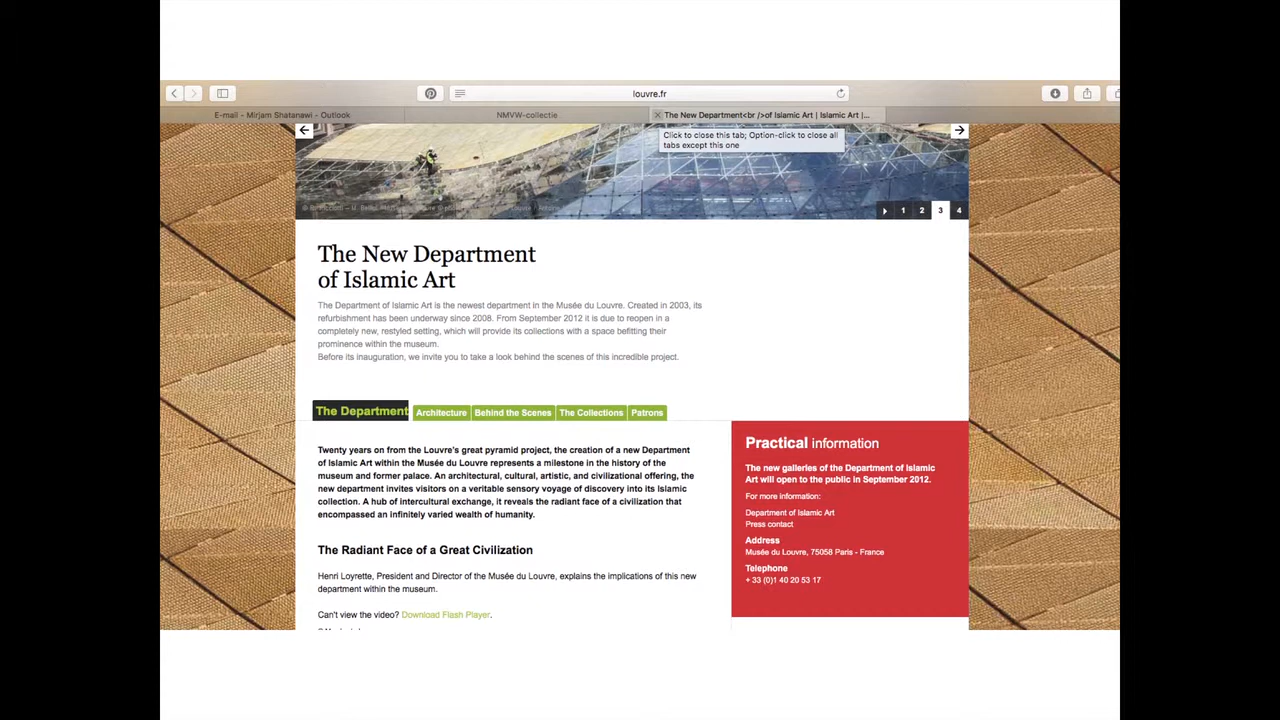 louvre.fr
E-mail - Mirjam Shatanawi - Outlook
NMVW-collectie
The New Department<br />of Islamic Art | Islamic Art |...
Click to close this tab; Option-click to close all
tabs except this one
1 2 3 4
The New Department
of Islamic Art
The Department of Islamic Art is the newest department in the Musée du Louvre. Created in 2003, its
refurbishment has been underway since 2008. From September 2012 it is due to reopen in a
completely new, restyled setting, which will provide its collections with a space befitting their
prominence within the museum.
Before its inauguration, we invite you to take a look behind the scenes of this incredible project.
The Department
Architecture
Behind the Scenes
The Collections
Patrons
Twenty years on from the Louvre's great pyramid project, the creation of a new Department
of Islamic Art within the Musée du Louvre represents a milestone in the history of the
museum and former palace. An architectural, cultural, artistic, and civilizational offering, the
new department invites visitors on a veritable sensory voyage of discovery into its Islamic
collection. A hub of intercultural exchange, it reveals the radiant face of a civilization that
encompassed an infinitely varied wealth of humanity.
The Radiant Face of a Great Civilization
Henri Loyrette, President and Director of the Musée du Louvre, explains the implications of this new
department within the museum.
Can't view the video? Download Flash Player.
Practical information
The new galleries of the Department of Islamic
Art will open to the public in September 2012.
For more information:
Department of Islamic Art
Press contact
Address
Musée du Louvre, 75058 Paris - France
Telephone
+ 33 (0)1 40 20 53 17